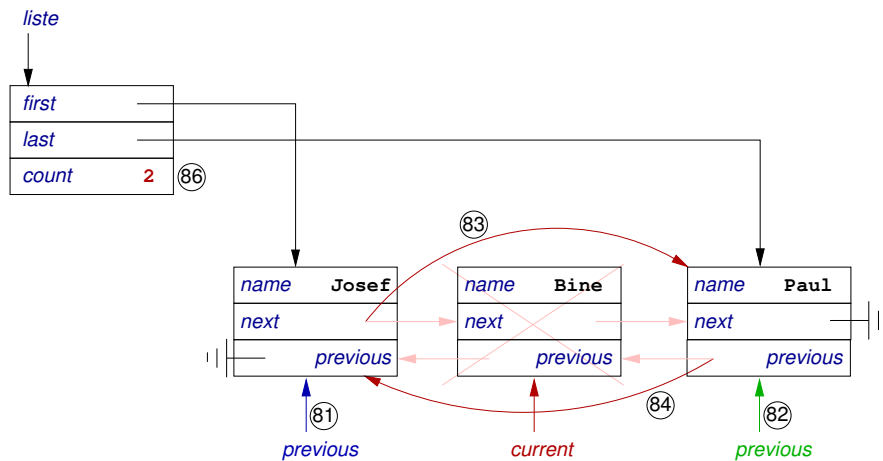 liste
first
last
count 2 86
83
name Josef name Bine name Paul
next next next
previous previous previous
81 84 82
previous current previous